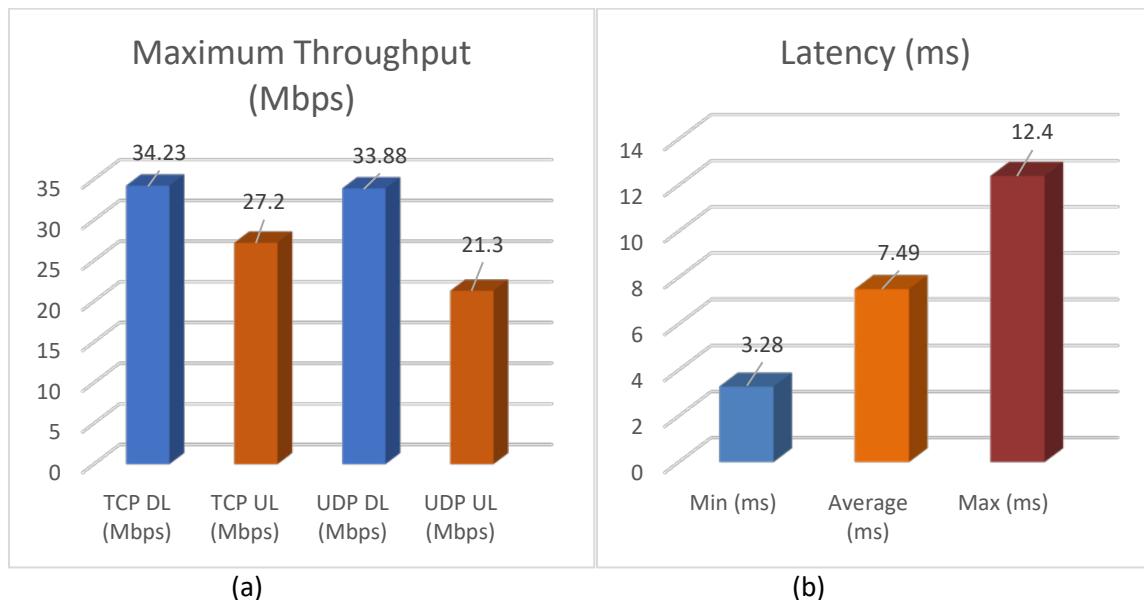 Maximum Throughput
(Mbps)
34.23
27.2
33.88
21.3
35
30
25
20
15
10
5
0
TCP DL
(Mbps)
TCP UL
(Mbps)
UDP DL
(Mbps)
UDP UL
(Mbps)
(a)
Latency (ms)
12.4
7.49
3.28
14
12
10
8
6
4
2
0
Min (ms)
Average
(ms)
Max (ms)
(b)